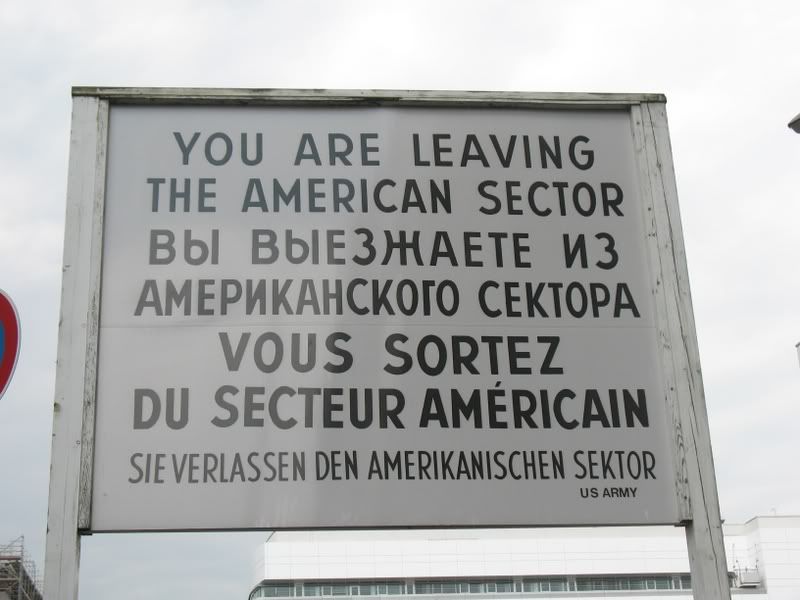 YOU ARE LEAVING
THE AMERICAN SECTOR
ВЫ ВЫЕЗЖАЕТЕ ИЗ
АМЕРИКАНСКОГО СЕКТОРА
VOUS SORTEZ
DU SECTEUR AMÉRICAIN
SIE VERLASSEN DEN AMERIKANISCHEN SEKTOR
US ARMY